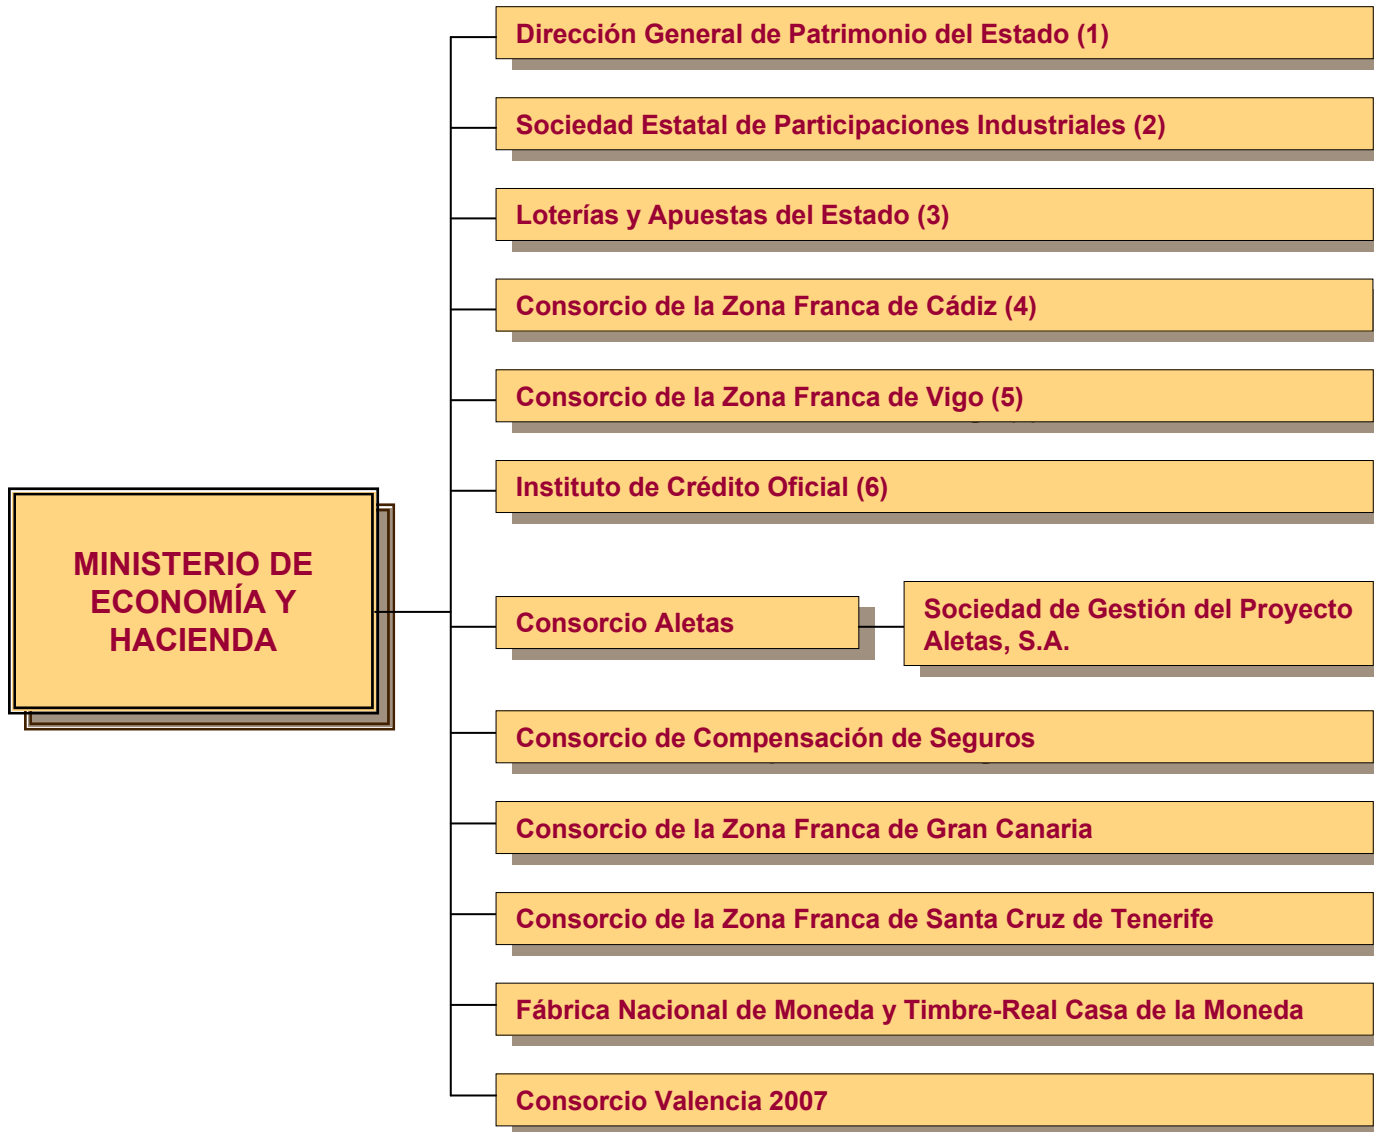 Dirección General de Patrimonio del Estado (1)
Sociedad Estatal de Participaciones Industriales (2)
Loterías y Apuestas del Estado (3)
Consorcio de la Zona Franca de Cádiz (4)
Consorcio de la Zona Franca de Vigo (5)
Instituto de Crédito Oficial (6)
MINISTERIO DE
ECONOMÍA Y
HACIENDA
Consorcio Aletas
Sociedad de Gestión del Proyecto
Aletas, S.A.
Consorcio de Compensación de Seguros
Consorcio de la Zona Franca de Gran Canaria
Consorcio de la Zona Franca de Santa Cruz de Tenerife
Fábrica Nacional de Moneda y Timbre-Real Casa de la Moneda
Consorcio Valencia 2007